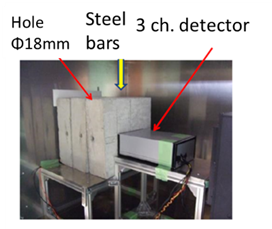 Hole
Φ18mm
Steel
bars
3 ch. detector